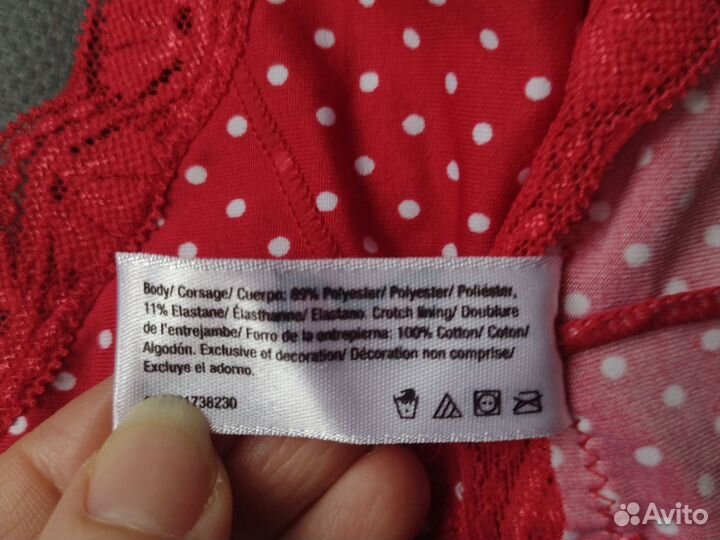 Body/ Corsage/ Cuerpo: 89% Polyester/ Polyester/ Poliéster,
11% Elastane/ Élasthanne/ Elastano. Crotch lining/ Doublure
de l'entrejambe/ Forro de la entrepierna: 100% Cotton/ Coton/
Algodón. Exclusive of decoration/ Décoration non comprise/
Excluye el adorno.
1738230
Avito